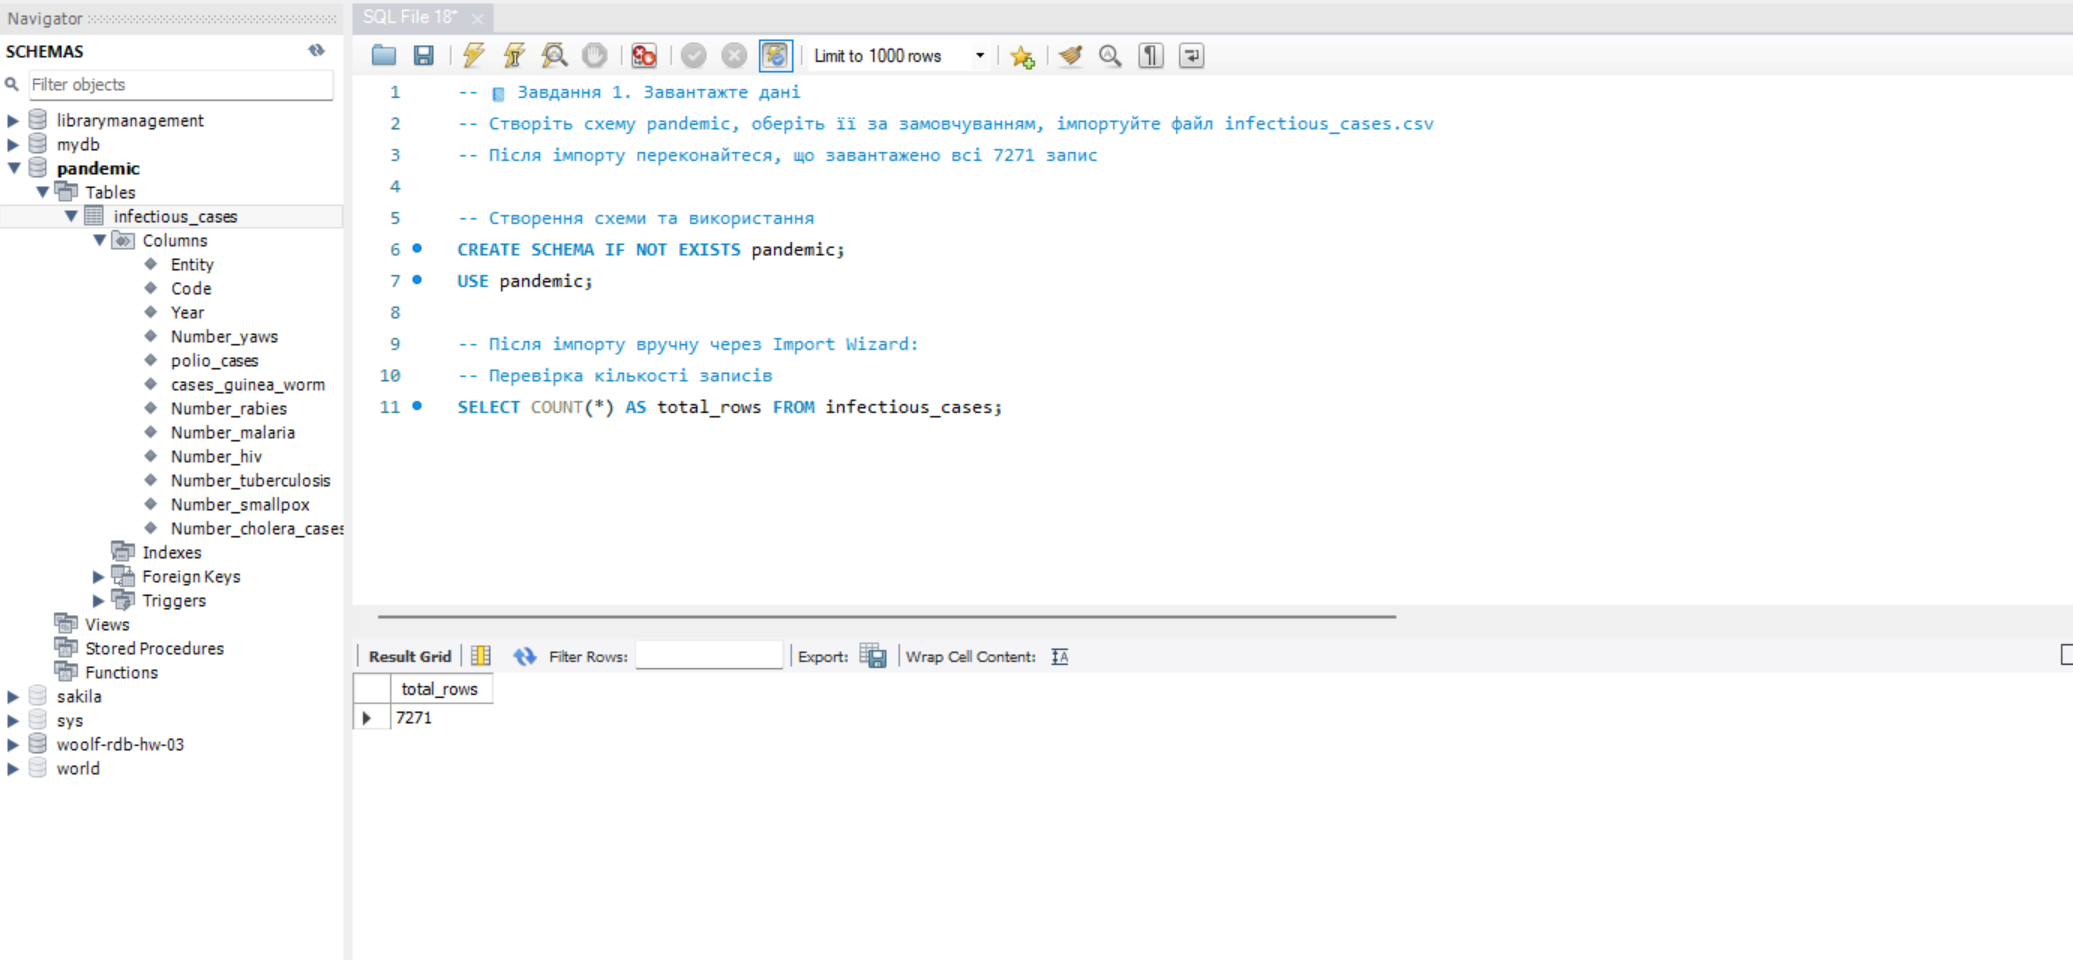 Navigator
SCHEMAS
Filter objects
librarymanagement
mydb
pandemic
Tables
infectious_cases
Columns
Entity
Code
Year
Number_yaws
polio_cases
cases_guinea_worm
Number_rabies
Number_malaria
Number_hiv
Number_tuberculosis
Number_smallpox
Number_cholera_cases
Indexes
Foreign Keys
Triggers
Views
Stored Procedures
Functions
sakila
sys
woolf-rdb-hw-03
world
SQL File 18*
Limit to 1000 rows
1 -- Завдання 1. Завантажте дані
2 -- Створіть схему pandemic, оберіть її за замовчуванням, імпортуйте файл infectious_cases.csv
3 -- Після імпорту переконайтеся, що завантажено всі 7271 запис
4
5 -- Створення схеми та використання
6 CREATE SCHEMA IF NOT EXISTS pandemic;
7 USE pandemic;
8
9 -- Після імпорту вручну через Import Wizard:
10 -- Перевірка кількості записів
11 SELECT COUNT(*) AS total_rows FROM infectious_cases;
Result Grid Filter Rows: Export: Wrap Cell Content:
total_rows
7271